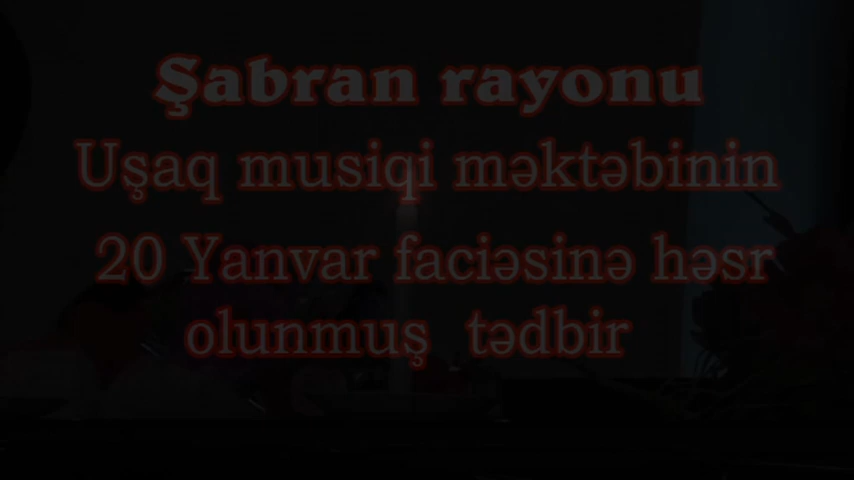 Şabran rayonu
Uşaq musiqi məktəbinin
20 Yanvar faciəsinə həsr
olunmuş tədbir